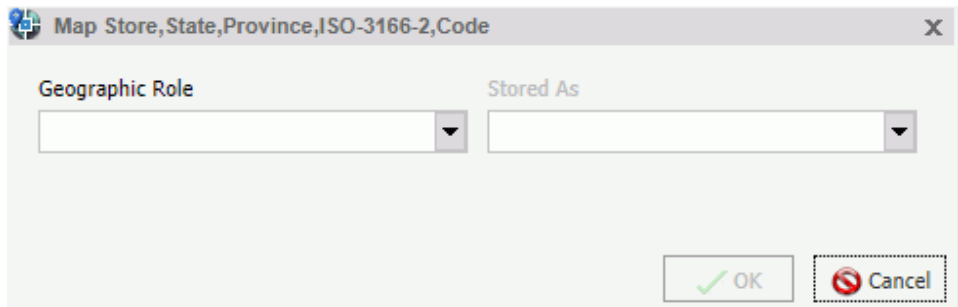 Map Store,State,Province,ISO-3166-2,Code X
Geographic Role Stored As
OK Cancel